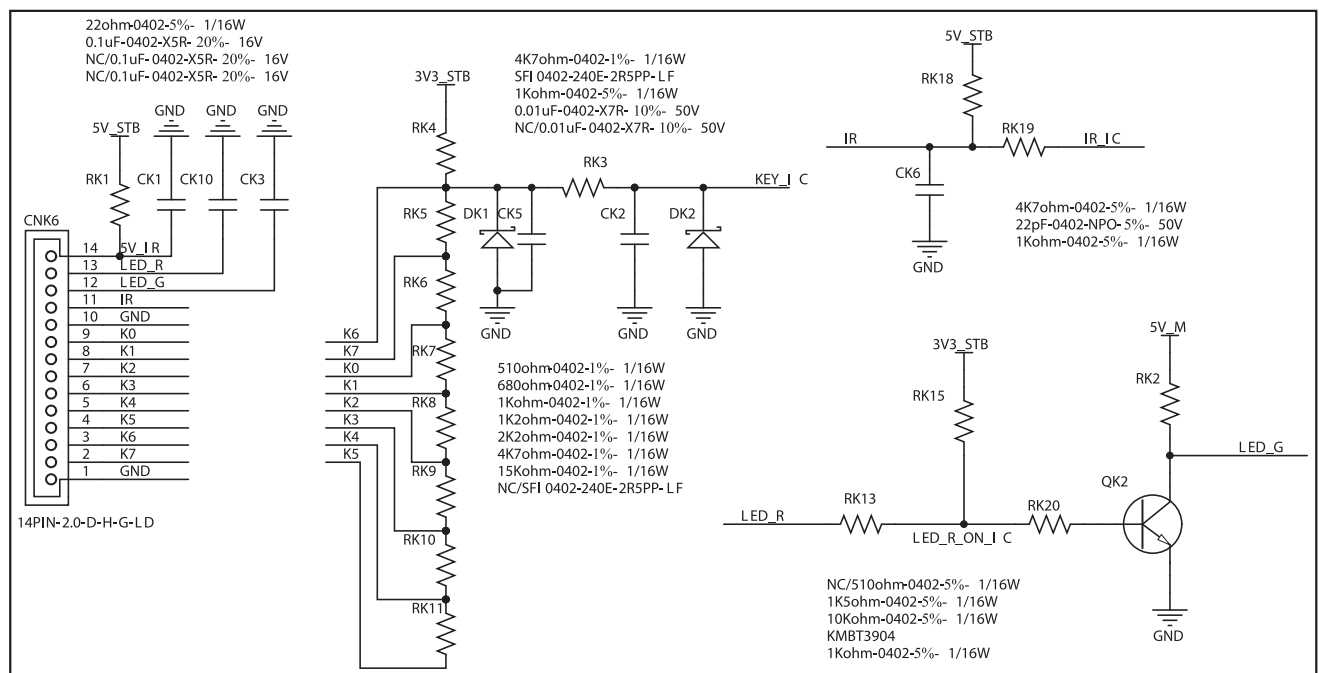 22ohm-0402-5%- 1/16W
0.1uF-0402-X5R- 20%- 16V
NC/0.1uF-0402-X5R- 20%- 16V
NC/0.1uF-0402-X5R- 20%- 16V
GND GND GND
5V_STB
RK1 CK1 CK10 CK3
CNK6
14 5V_IR
13 LED_R
12 LED_G
11 IR
10 GND
9 K0
8 K1
7 K2
6 K3
5 K4
4 K5
3 K6
2 K7
1 GND
14PIN-2.0-D-H-G-LD
3V3_STB
RK4
RK5
RK6
RK7
RK8
RK9
RK10
RK11
K6
K7
K0
K1
K2
K3
K4
K5
4K7ohm-0402-1%- 1/16W
SFI 0402-240E-2R5PP-LF
1Kohm-0402-5%- 1/16W
0.01uF-0402-X7R- 10%- 50V
NC/0.01uF-0402-X7R- 10%- 50V
RK3
KEY_I C
DK1 CK5 CK2 DK2
GND GND GND
510ohm-0402-1%- 1/16W
680ohm-0402-1%- 1/16W
1Kohm-0402-1%- 1/16W
1K2ohm-0402-1%- 1/16W
2K2ohm-0402-1%- 1/16W
4K7ohm-0402-1%- 1/16W
15Kohm-0402-1%- 1/16W
NC/SFI 0402-240E-2R5PP-LF
5V_STB
RK18
RK19
IR IR_IC
CK6
GND
4K7ohm-0402-5%- 1/16W
22pF-0402-NPO-5%- 50V
1Kohm-0402-5%- 1/16W
3V3_STB
RK15
5V_M
RK2
LED_G
QK2
LED_R
RK13
RK20
LED_R_ON_I C
GND
NC/510ohm-0402-5%- 1/16W
1K5ohm-0402-5%- 1/16W
10Kohm-0402-5%- 1/16W
KMBT3904
1Kohm-0402-5%- 1/16W